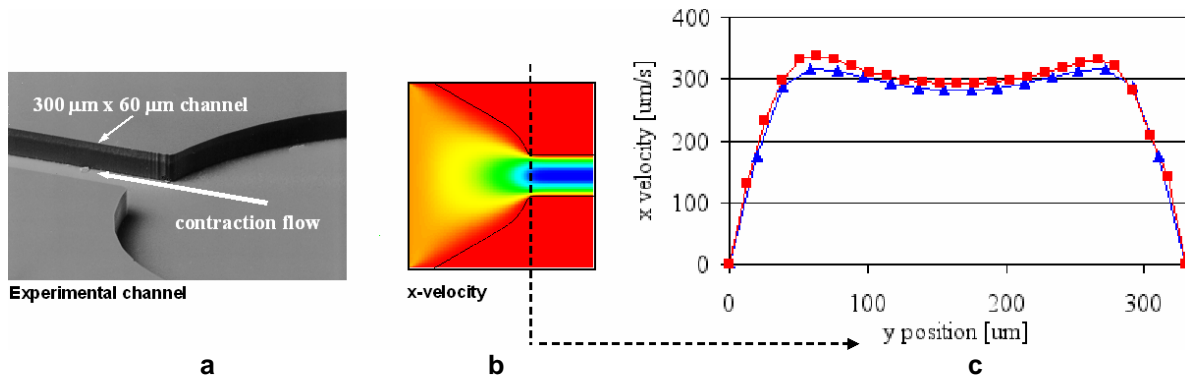 300 µm x 60 µm channel
contraction flow
Experimental channel
a
x-velocity
b
x velocity [um/s]
400
300
200
100
0
0
100
200
300
y position [um]
c